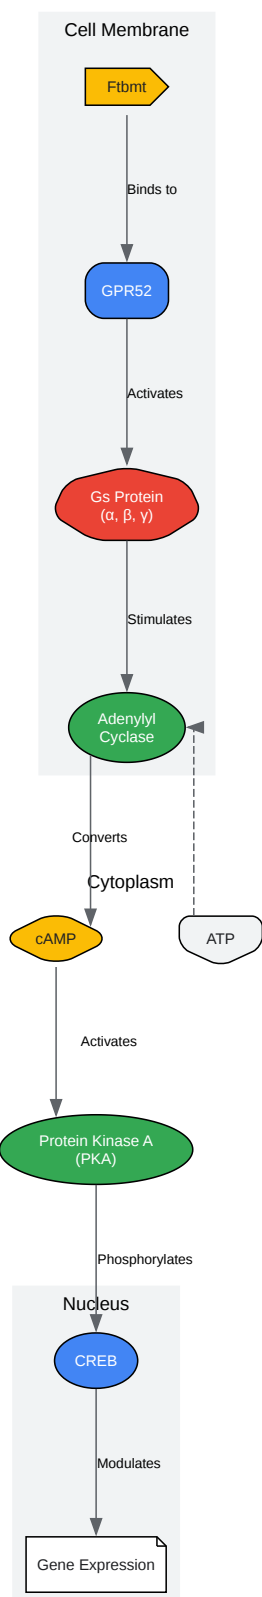 Cell Membrane
Ftbmt
Binds to
GPR52
Activates
Gs Protein
(α, β, γ)
Stimulates
Adenylyl
Cyclase
Converts
Cytoplasm
cAMP
ATP
Activates
Protein Kinase A
(PKA)
Phosphorylates
Nucleus
CREB
Modulates
Gene Expression